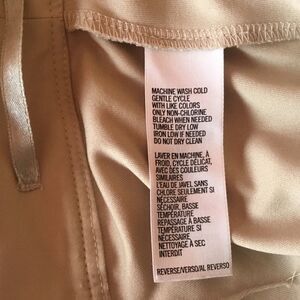 MACHINE WASH COLD
GENTLE CYCLE
WITH LIKE COLORS
ONLY NON-CHLORINE
BLEACH WHEN NEEDED
TUMBLE DRY LOW
IRON LOW IF NEEDED
DO NOT DRY CLEAN
LAVER EN MACHINE, À
FROID, CYCLE DÉLICAT,
AVEC DES COULEURS
SIMILAIRES
L'EAU DE JAVEL SANS
CHLORE SEULEMENT SI
NÉCESSAIRE
SÉCHOIR, BASSE
TEMPÉRATURE
REPASSAGE À BASSE
TEMPÉRATURE SI
NÉCESSAIRE
NETTOYAGE À SEC
INTERDIT
REVERSE/VERSO/AL REVERSO